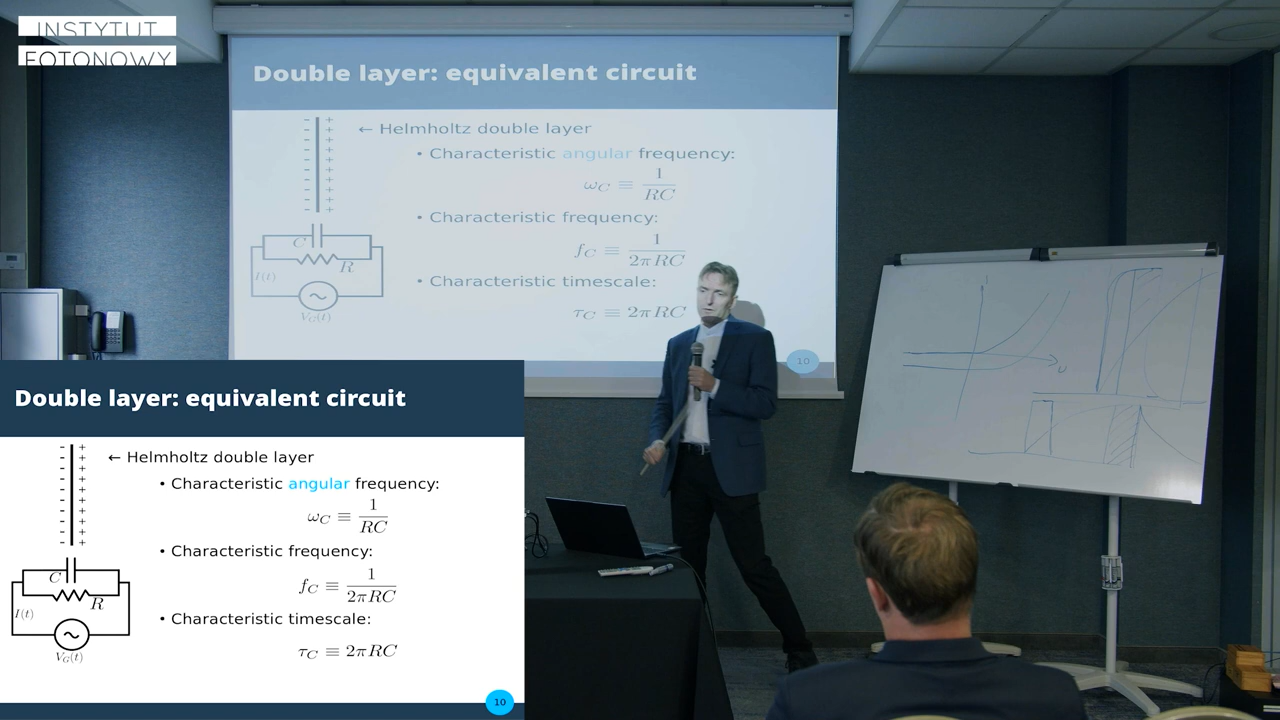 INSTYTUT
FOTONOWY
Double layer: equivalent circuit
← Helmholtz double layer
• Characteristic angular frequency:
ω_C ≡ 1/RC
• Characteristic frequency:
f_C ≡ 1/2πRC
• Characteristic timescale:
τ_C ≡ 2πRC
C
R
I(t)
V_G(t)
10
Double layer: equivalent circuit
← Helmholtz double layer
• Characteristic angular frequency:
ω_C ≡ 1/RC
• Characteristic frequency:
f_C ≡ 1/2πRC
• Characteristic timescale:
τ_C ≡ 2πRC
C
R
I(t)
V_G(t)
10